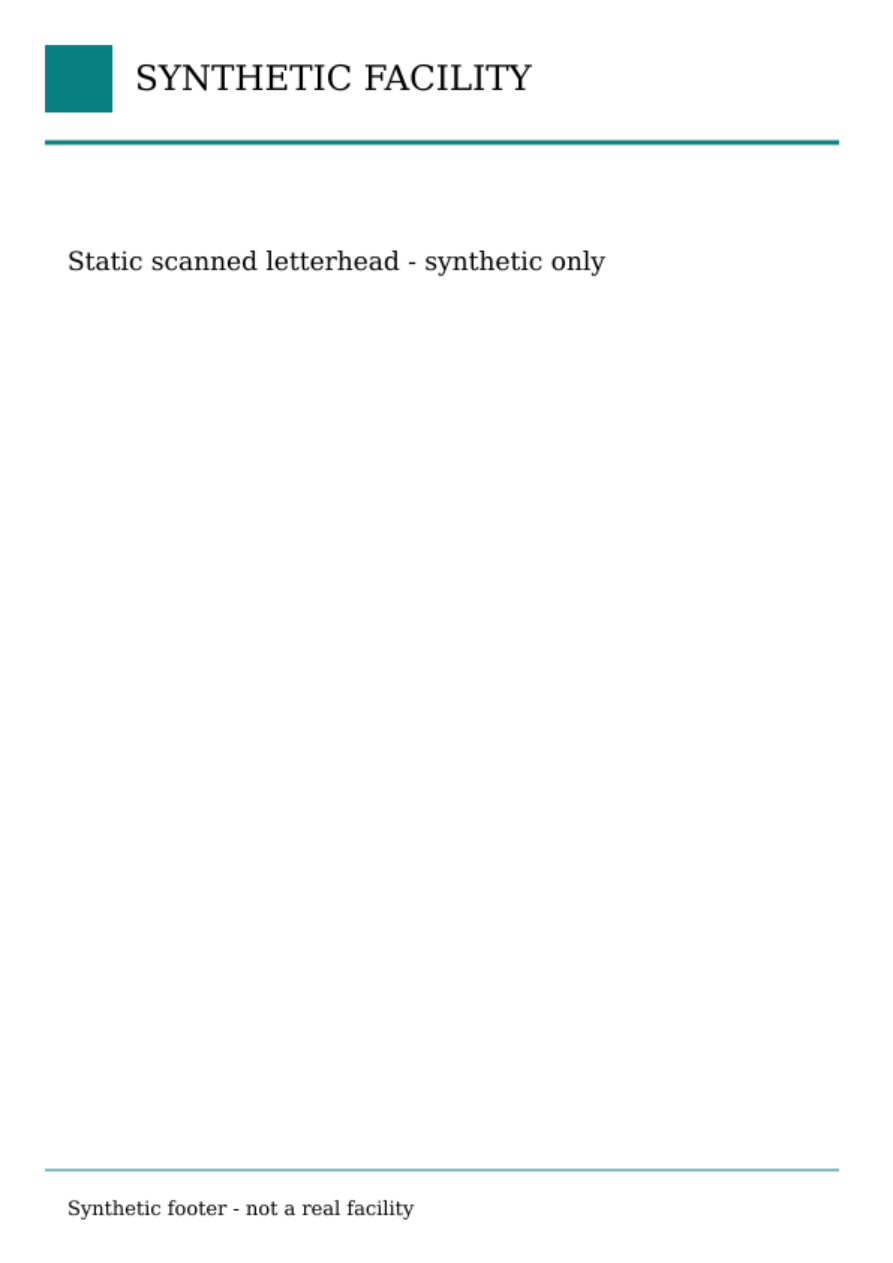 SYNTHETIC FACILITY
Static scanned letterhead - synthetic only
Synthetic footer - not a real facility